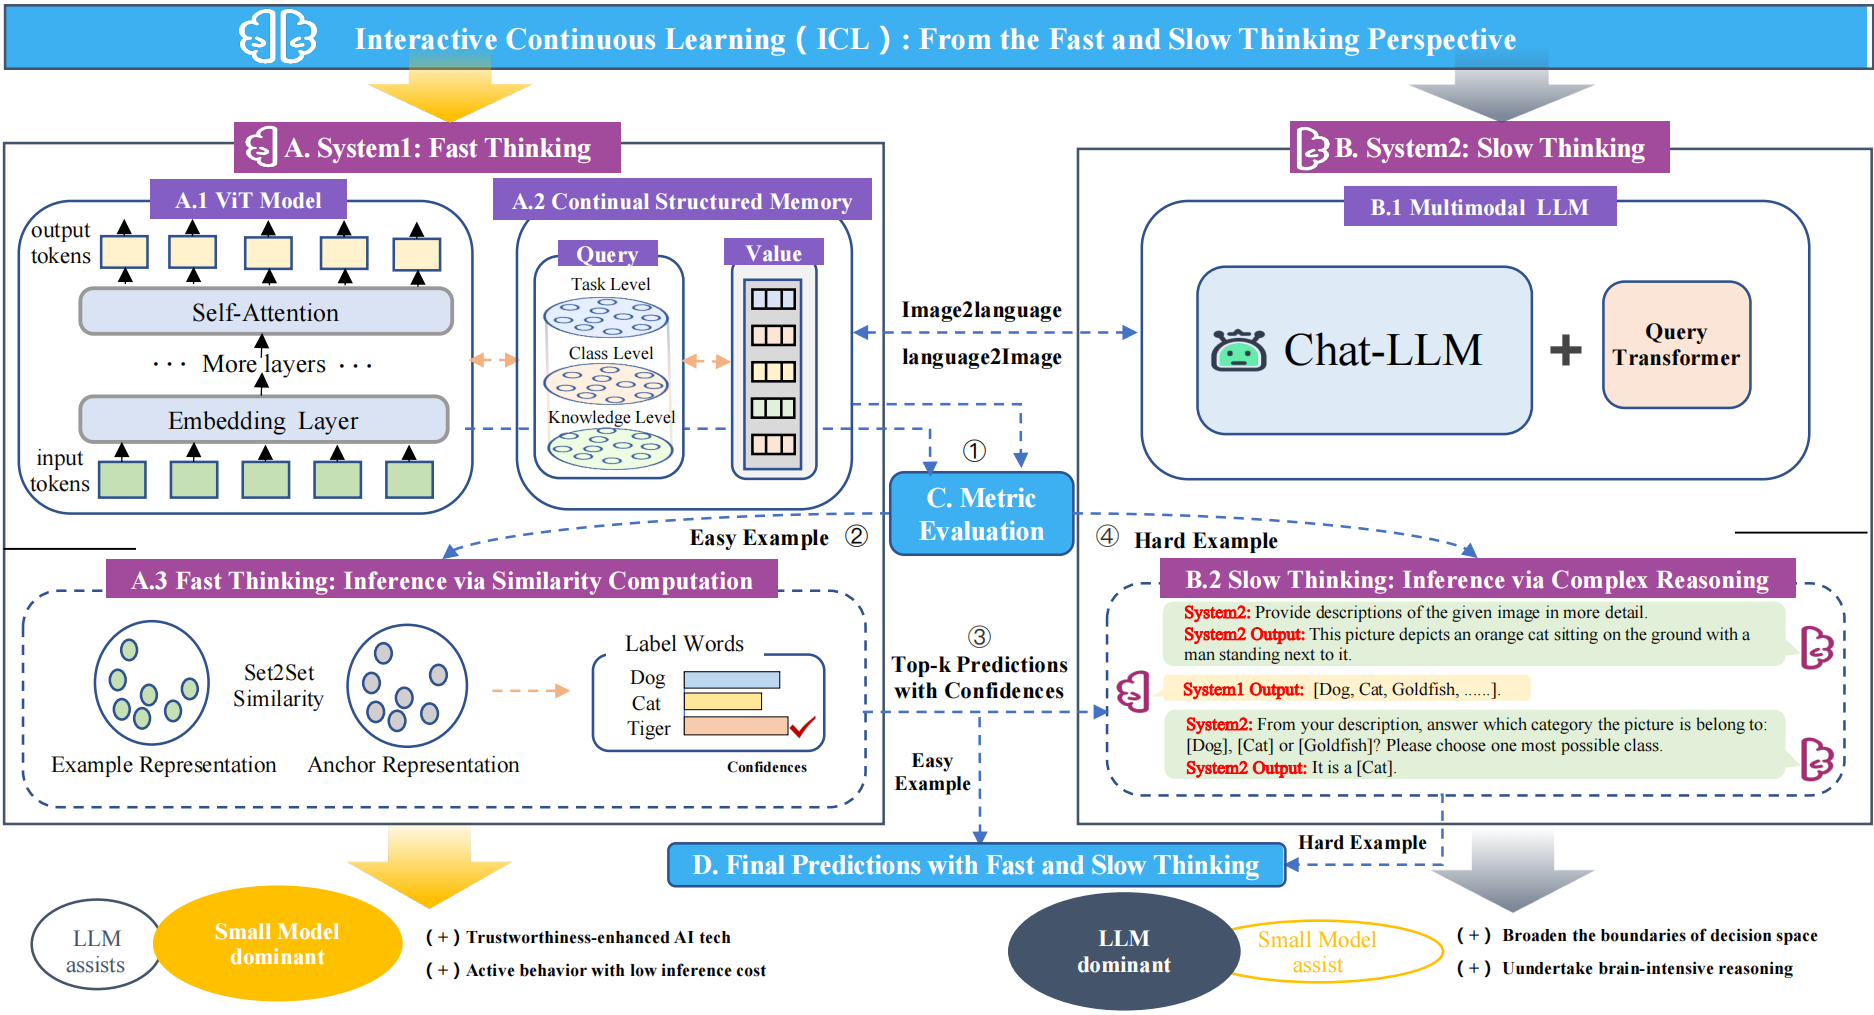 Interactive Continuous Learning ( ICL ) : From the Fast and Slow Thinking Perspective
A. System1: Fast Thinking
A.1 ViT Model
output
tokens
Self-Attention
··· More layers ···
Embedding Layer
input
tokens
A.2 Continual Structured Memory
Query
Value
Task Level
Class Level
Knowledge Level
Image2language
language2Image
B. System2: Slow Thinking
B.1 Multimodal LLM
Chat-LLM
+
Query
Transformer
①
C. Metric
Evaluation
Easy Example ②
④ Hard Example
A.3 Fast Thinking: Inference via Similarity Computation
Example Representation
Set2Set
Similarity
Anchor Representation
Label Words
Dog
Cat
Tiger
Confidences
③
Top-k Predictions
with Confidences
Easy
Example
B.2 Slow Thinking: Inference via Complex Reasoning
System2: Provide descriptions of the given image in more detail.
System2 Output: This picture depicts an orange cat sitting on the ground with a
man standing next to it.
System1 Output: [Dog, Cat, Goldfish, ......].
System2: From your description, answer which category the picture is belong to:
[Dog], [Cat] or [Goldfish]? Please choose one most possible class.
System2 Output: It is a [Cat].
Hard Example
D. Final Predictions with Fast and Slow Thinking
LLM
assists
Small Model
dominant
( + ) Trustworthiness-enhanced AI tech
( + ) Active behavior with low inference cost
LLM
dominant
Small Model
assist
( + ) Broaden the boundaries of decision space
( + ) Uundertake brain-intensive reasoning